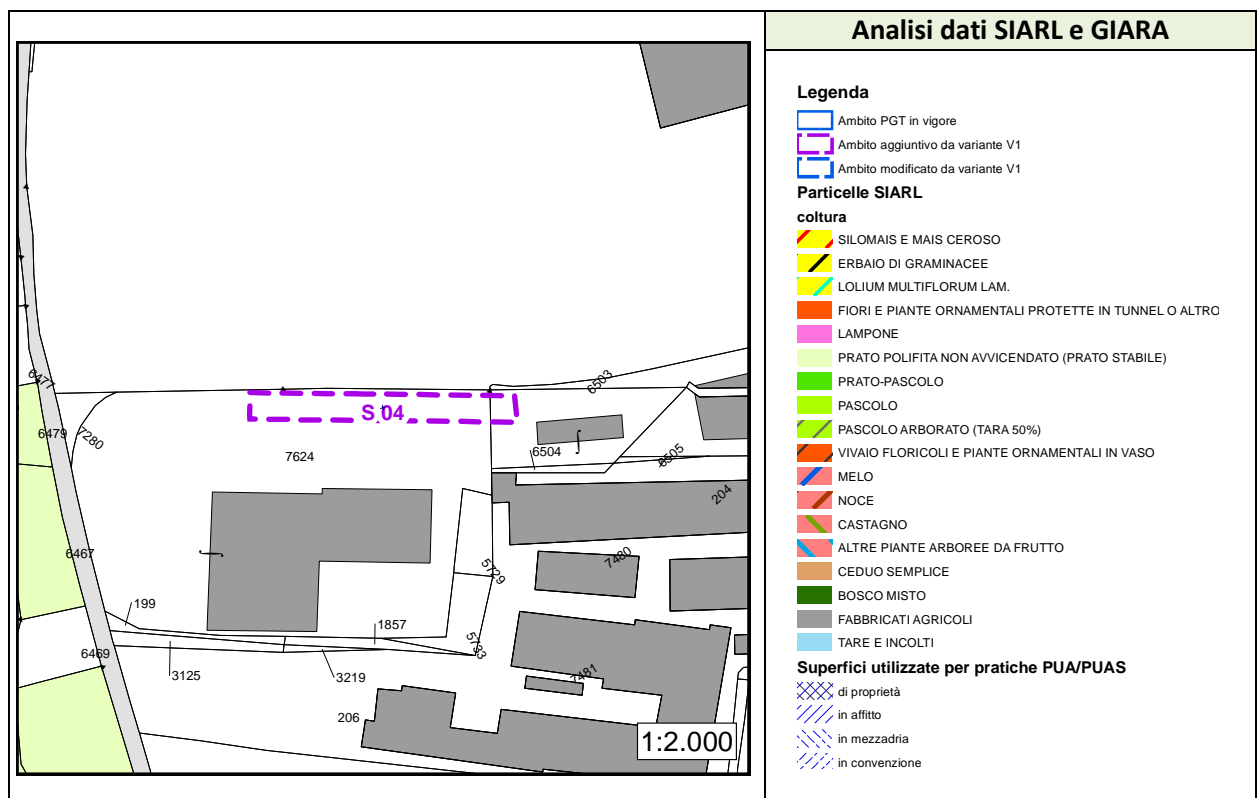 Analisi dati SIARL e GIARA
Legenda
Ambito PGT in vigore
Ambito aggiuntivo da variante V1
Ambito modificato da variante V1
Particelle SIARL
coltura
SILOMAIS E MAIS CEROSO
ERBAIO DI GRAMINACEE
LOLIUM MULTIFLORUM LAM.
FIORI E PIANTE ORNAMENTALI PROTETTE IN TUNNEL O ALTRO
LAMPONE
PRATO POLIFITA NON AVVICENDATO (PRATO STABILE)
PRATO-PASCOLO
PASCOLO
PASCOLO ARBORATO (TARA 50%)
VIVAIO FLORICOLI E PIANTE ORNAMENTALI IN VASO
MELO
NOCE
CASTAGNO
ALTRE PIANTE ARBOREE DA FRUTTO
CEDUO SEMPLICE
BOSCO MISTO
FABBRICATI AGRICOLI
TARE E INCOLTI
Superfici utilizzate per pratiche PUA/PUAS
di proprietà
in affitto
in mezzadria
in convenzione
6477
6503
S 04
6479
7280
7624
6504
6505
204
6467
5729
7480
199
1857
6469
3125
3219
5733
7481
206
1:2.000